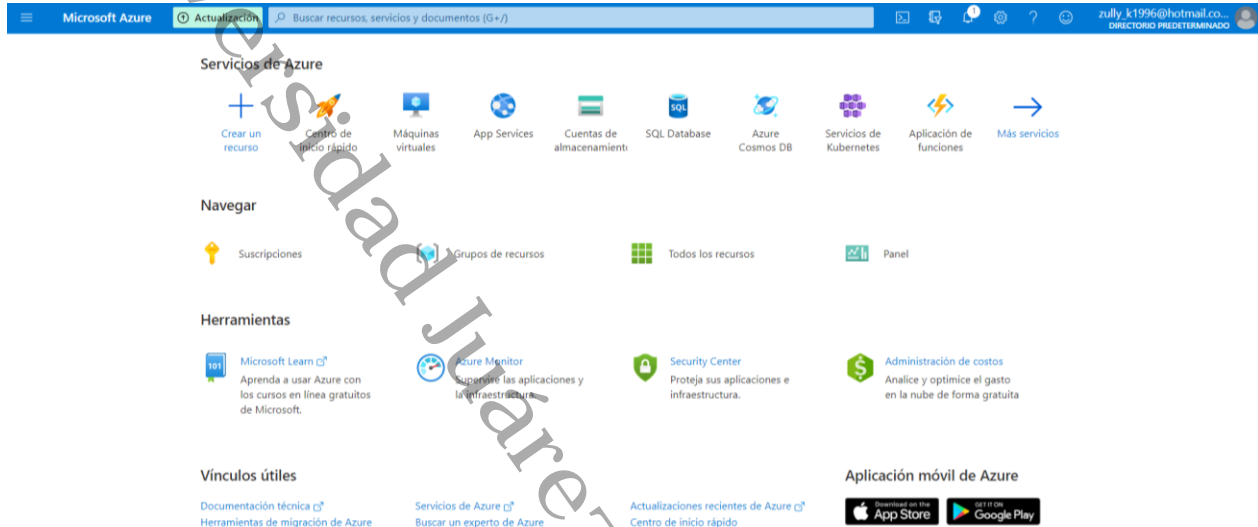 Microsoft Azure
Actualización
Buscar recursos, servicios y documentos (G+/)
1
zully_k1996@hotmail.co...
DIRECTORIO PREDETERMINADO
Servicios de Azure
Crear un
recurso
Centro de
inicio rápido
Máquinas
virtuales
App Services
Cuentas de
almacenamiento
SQL
SQL Database
Azure
Cosmos DB
Servicios de
Kubernetes
Aplicación de
funciones
Más servicios
Navegar
Suscripciones
Grupos de recursos
Todos los recursos
Panel
Herramientas
101
Microsoft Learn
Aprenda a usar Azure con
los cursos en línea gratuitos
de Microsoft.
Azure Monitor
Supervise las aplicaciones y
la infraestructura.
Security Center
Proteja sus aplicaciones e
infraestructura.
Administración de costos
Analice y optimice el gasto
en la nube de forma gratuita
Vínculos útiles
Documentación técnica
Herramientas de migración de Azure
Servicios de Azure
Buscar un experto de Azure
Actualizaciones recientes de Azure
Centro de inicio rápido
Aplicación móvil de Azure
Download on the
App Store
GET IT ON
Google Play
ersidad Juárez